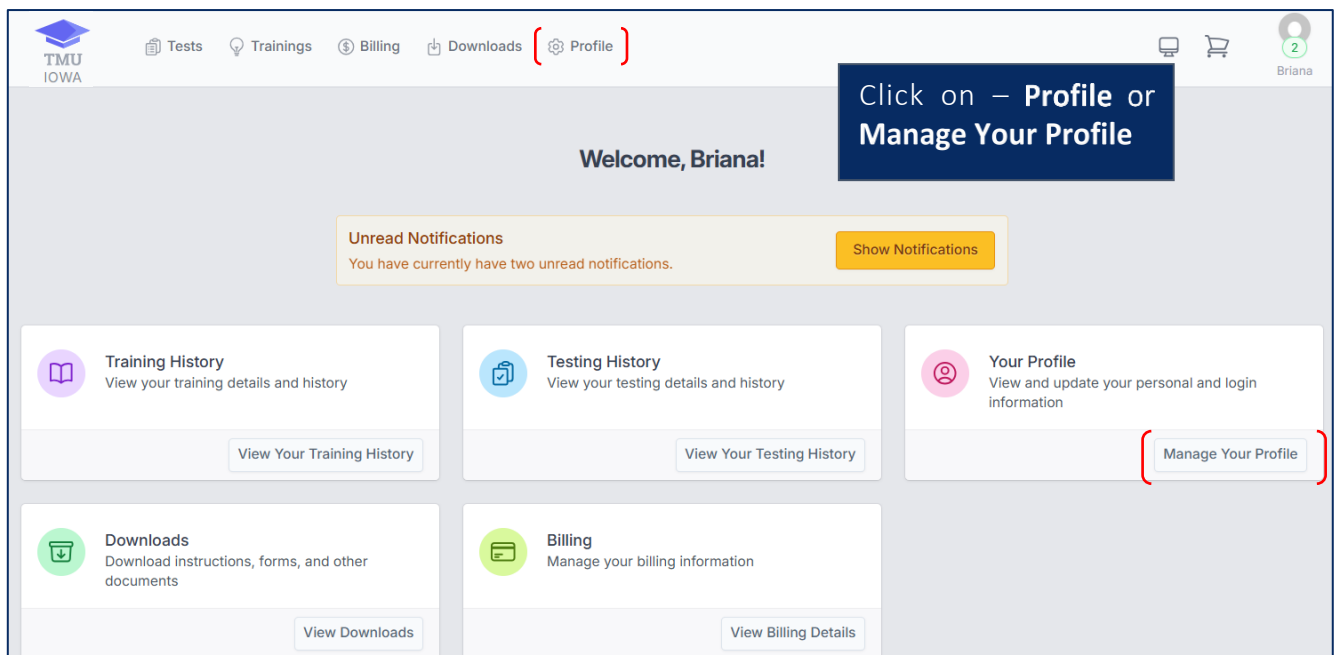 TMU
IOWA
Tests
Trainings
Billing
Downloads
Profile
2
Briana
Click on – Profile or
Manage Your Profile
Welcome, Briana!
Unread Notifications
You have currently have two unread notifications.
Show Notifications
Training History
View your training details and history
View Your Training History
Testing History
View your testing details and history
View Your Testing History
Your Profile
View and update your personal and login
information
Manage Your Profile
Downloads
Download instructions, forms, and other
documents
View Downloads
Billing
Manage your billing information
View Billing Details